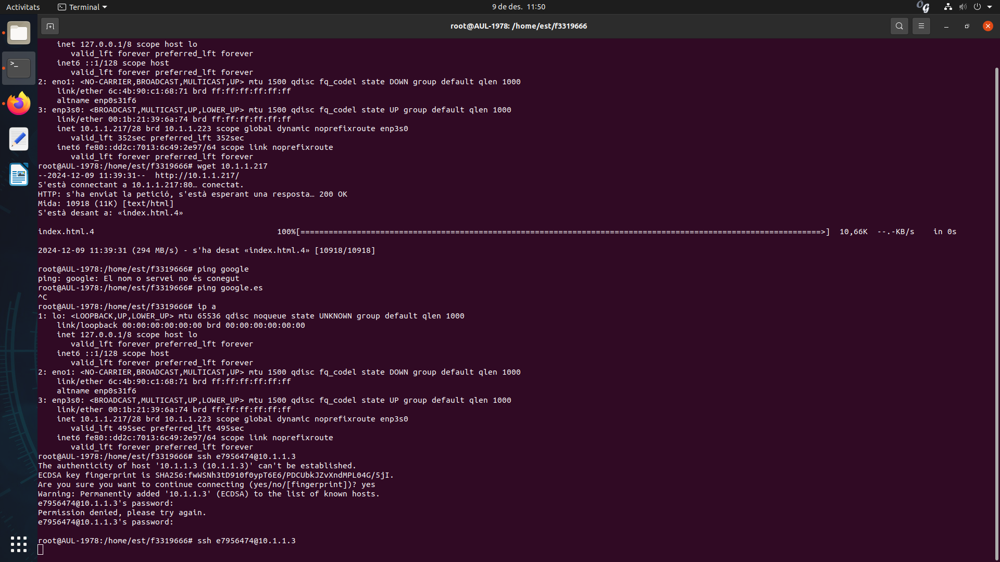 Activitats
Terminal
9 de des.  11:50
root@AUL-1978: /home/est/f3319666
    inet 127.0.0.1/8 scope host lo
       valid_lft forever preferred_lft forever
    inet6 ::1/128 scope host
       valid_lft forever preferred_lft forever
2: eno1: <NO-CARRIER,BROADCAST,MULTICAST,UP> mtu 1500 qdisc fq_codel state DOWN group default qlen 1000
    link/ether 6c:4b:90:c1:68:71 brd ff:ff:ff:ff:ff:ff
    altname enp0s31f6
3: enp3s0: <BROADCAST,MULTICAST,UP,LOWER_UP> mtu 1500 qdisc fq_codel state UP group default qlen 1000
    link/ether 00:1b:21:39:6a:74 brd ff:ff:ff:ff:ff:ff
    inet 10.1.1.217/28 brd 10.1.1.223 scope global dynamic noprefixroute enp3s0
       valid_lft 352sec preferred_lft 352sec
    inet6 fe80::dd2c:7013:6c49:2e97/64 scope link noprefixroute
       valid_lft forever preferred_lft forever
root@AUL-1978:/home/est/f3319666# wget 10.1.1.217
--2024-12-09 11:39:31--  http://10.1.1.217/
S'està connectant a 10.1.1.217:80… conectat.
HTTP: s'ha enviat la petició, s'està esperant una resposta… 200 OK
Mida: 10918 (11K) [text/html]
S'està desant a: «index.html.4»
index.html.4                                       100%[===============================================================================================================>]  10,66K  --.-KB/s    in 0s
2024-12-09 11:39:31 (294 MB/s) - s'ha desat «index.html.4» [10918/10918]
root@AUL-1978:/home/est/f3319666# ping google
ping: google: El nom o servei no és conegut
root@AUL-1978:/home/est/f3319666# ping google.es
^C
root@AUL-1978:/home/est/f3319666# ip a
1: lo: <LOOPBACK,UP,LOWER_UP> mtu 65536 qdisc noqueue state UNKNOWN group default qlen 1000
    link/loopback 00:00:00:00:00:00 brd 00:00:00:00:00:00
    inet 127.0.0.1/8 scope host lo
       valid_lft forever preferred_lft forever
    inet6 ::1/128 scope host
       valid_lft forever preferred_lft forever
2: eno1: <NO-CARRIER,BROADCAST,MULTICAST,UP> mtu 1500 qdisc fq_codel state DOWN group default qlen 1000
    link/ether 6c:4b:90:c1:68:71 brd ff:ff:ff:ff:ff:ff
    altname enp0s31f6
3: enp3s0: <BROADCAST,MULTICAST,UP,LOWER_UP> mtu 1500 qdisc fq_codel state UP group default qlen 1000
    link/ether 00:1b:21:39:6a:74 brd ff:ff:ff:ff:ff:ff
    inet 10.1.1.217/28 brd 10.1.1.223 scope global dynamic noprefixroute enp3s0
       valid_lft 495sec preferred_lft 495sec
    inet6 fe80::dd2c:7013:6c49:2e97/64 scope link noprefixroute
       valid_lft forever preferred_lft forever
root@AUL-1978:/home/est/f3319666# ssh e7956474@10.1.1.3
The authenticity of host '10.1.1.3 (10.1.1.3)' can't be established.
ECDSA key fingerprint is SHA256:fwWSNh3tD910f0ypT6E6/PDCUbkJZvXndMPL04G/5jI.
Are you sure you want to continue connecting (yes/no/[fingerprint])? yes
Warning: Permanently added '10.1.1.3' (ECDSA) to the list of known hosts.
e7956474@10.1.1.3's password:
Permission denied, please try again.
e7956474@10.1.1.3's password:
root@AUL-1978:/home/est/f3319666# ssh e7956474@10.1.1.3